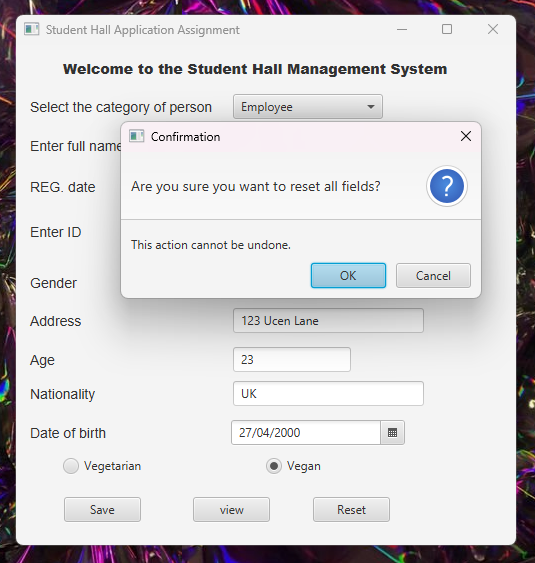 Student Hall Application Assignment
Welcome to the Student Hall Management System
Select the category of person
Employee
Enter full name
Confirmation
Are you sure you want to reset all fields?
?
This action cannot be undone.
OK
Cancel
REG. date
Enter ID
Gender
Address
123 Ucen Lane
Age
23
Nationality
UK
Date of birth
27/04/2000
Vegetarian
Vegan
Save
view
Reset